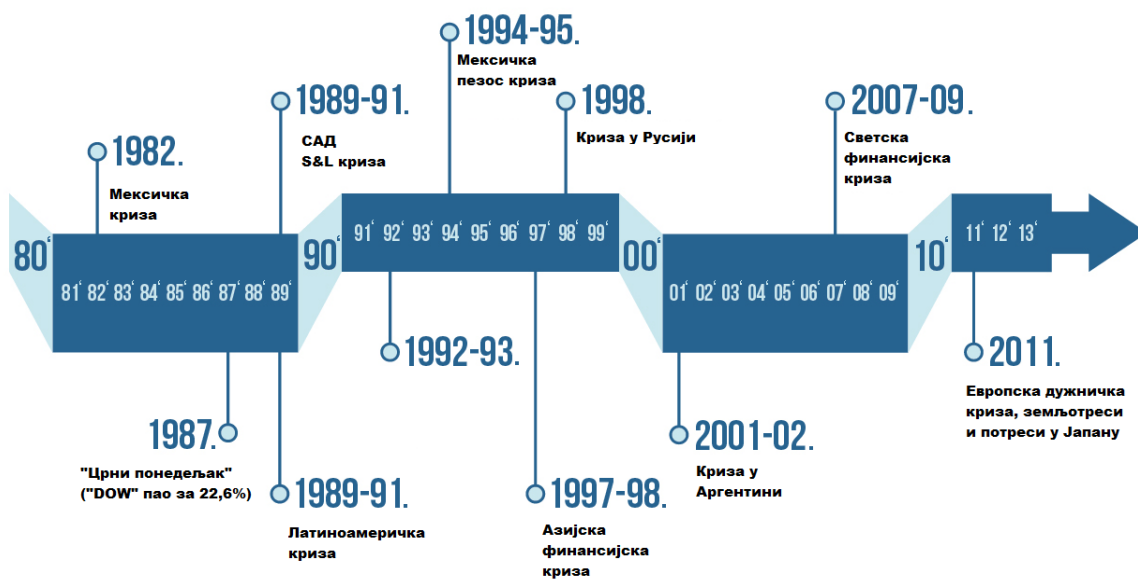 1994-95.
Мексичка
пезос криза
1989-91.
САД
S&L криза
1998.
Криза у Русији
2007-09.
Светска
финансијска
криза
1982.
Мексичка
криза
80‘
81‘ 82‘ 83‘ 84‘ 85‘ 86‘ 87‘ 88‘ 89‘
90‘
91‘ 92‘ 93‘ 94‘ 95‘ 96‘ 97‘ 98‘ 99‘
00‘
01‘ 02‘ 03‘ 04‘ 05‘ 06‘ 07‘ 08‘ 09‘
10‘
11‘ 12‘ 13‘
1987.
"Црни понедељак"
("DOW" пао за 22,6%)
1989-91.
Латиноамеричка
криза
1992-93.
1997-98.
Азијска
финансијска
криза
2001-02.
Криза у
Аргентини
2011.
Европска дужничка
криза, земљотреси
и потреси у Јапану